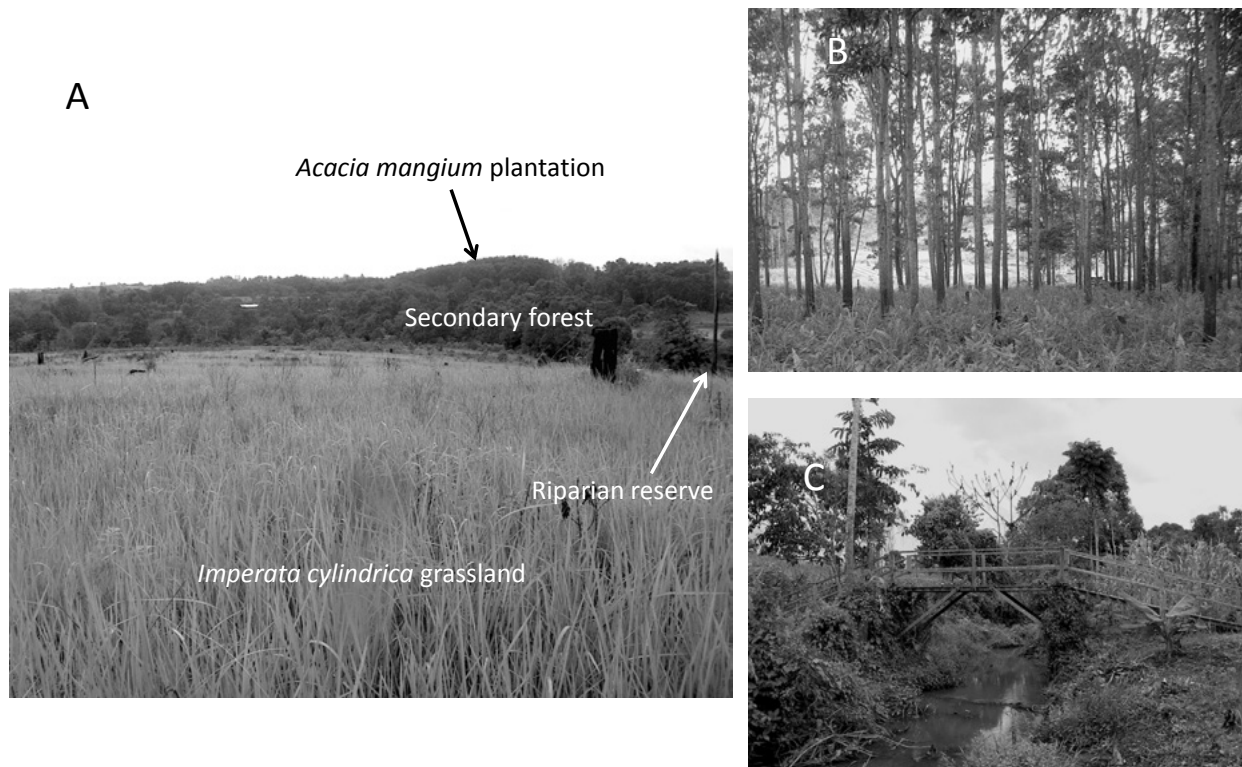 A
Acacia mangium plantation
Secondary forest
Riparian reserve
Imperata cylindrica grassland
B
C